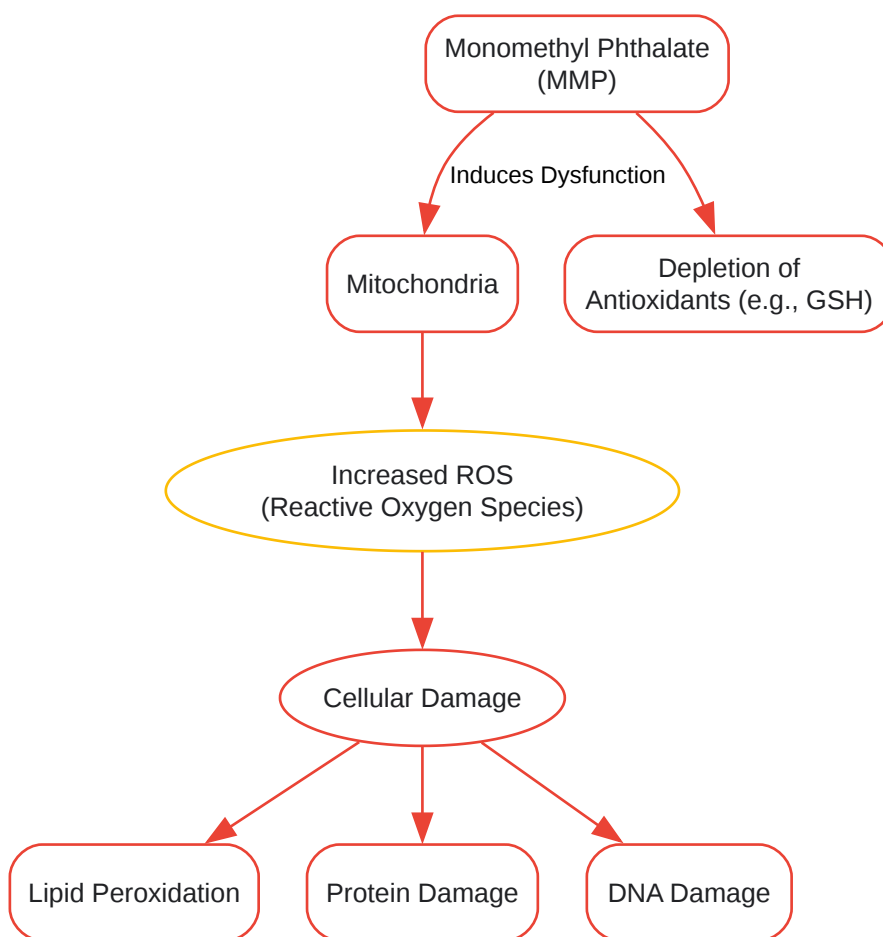 Monomethyl Phthalate
(MMP)
Induces Dysfunction
Mitochondria
Depletion of
Antioxidants (e.g., GSH)
Increased ROS
(Reactive Oxygen Species)
Cellular Damage
Lipid Peroxidation
Protein Damage
DNA Damage